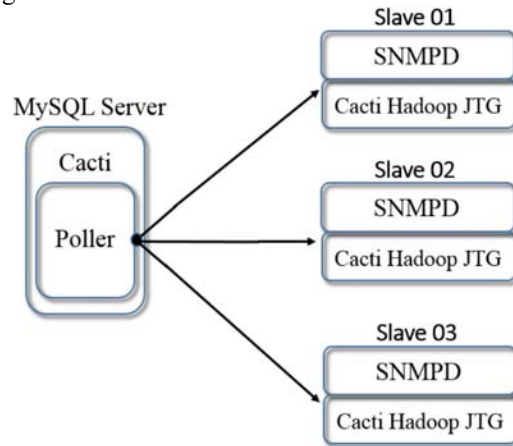 Slave 01
SNMPD
Cacti Hadoop JTG
MySQL Server
Cacti
Poller
Slave 02
SNMPD
Cacti Hadoop JTG
Slave 03
SNMPD
Cacti Hadoop JTG